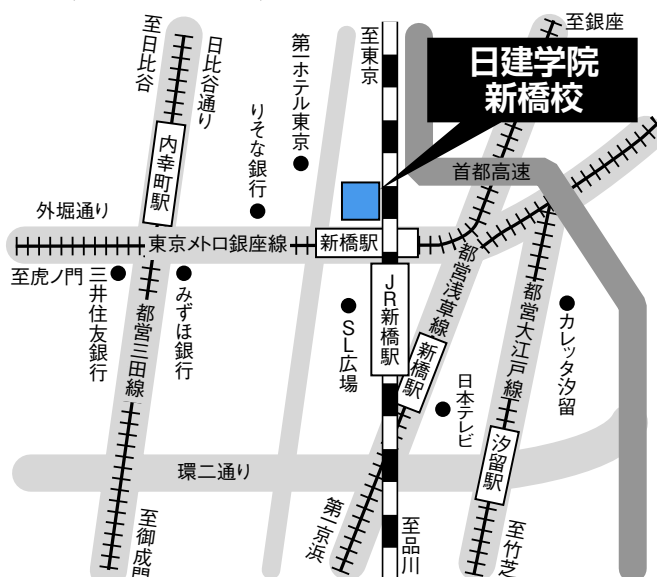 至日比谷
日比谷通り
第一ホテル東京
至東京
至銀座
日建学院
新橋校
りそな銀行
内幸町駅
首都高速
外堀通り
東京メトロ銀座線
新橋駅
至虎ノ門
三井住友銀行
みずほ銀行
都営三田線
SL広場
JR新橋駅
都営浅草線
新橋駅
都営大江戸線
カレッタ汐留
日本テレビ
汐留駅
環二通り
至御成門
第一京浜
至品川
至竹芝